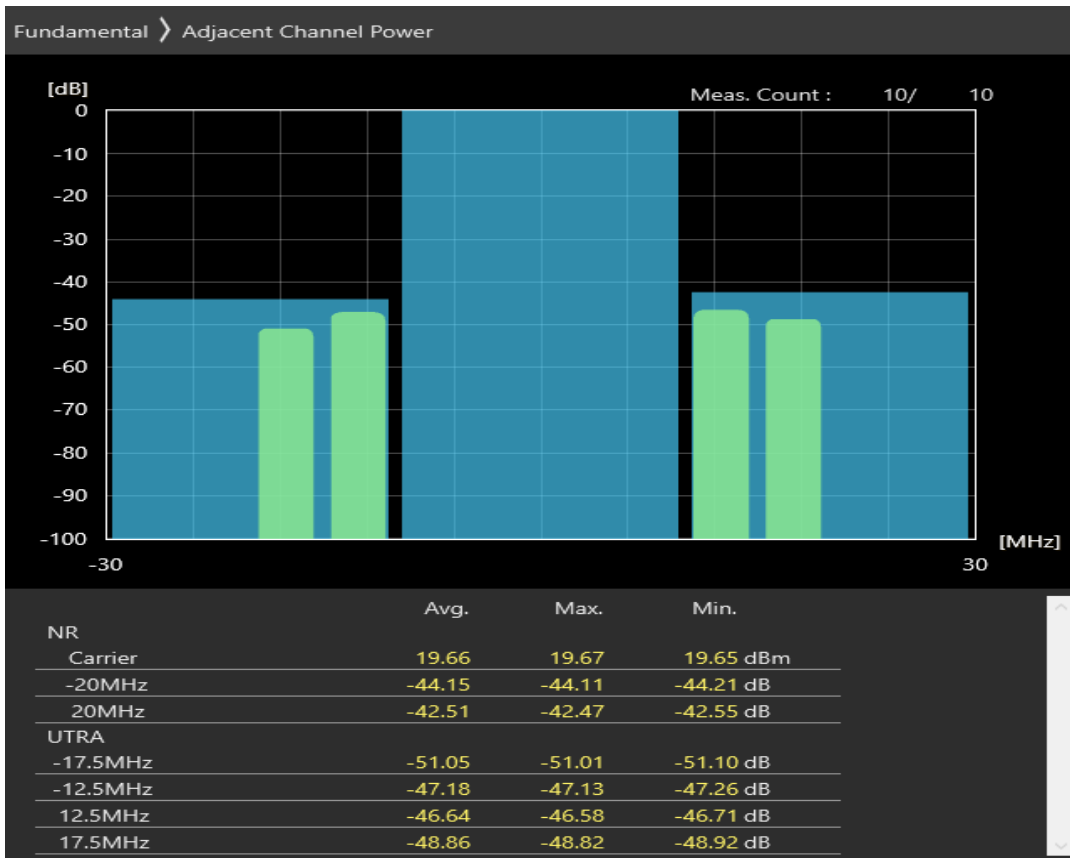 Fundamental 〉 Adjacent Channel Power
[dB]
Meas. Count : 10/ 10
0
-10
-20
-30
-40
-50
-60
-70
-80
-90
-100
[MHz]
-30 30
Avg. Max. Min.
NR
Carrier 19.66 19.67 19.65 dBm
-20MHz -44.15 -44.11 -44.21 dB
20MHz -42.51 -42.47 -42.55 dB
UTRA
-17.5MHz -51.05 -51.01 -51.10 dB
-12.5MHz -47.18 -47.13 -47.26 dB
12.5MHz -46.64 -46.58 -46.71 dB
17.5MHz -48.86 -48.82 -48.92 dB